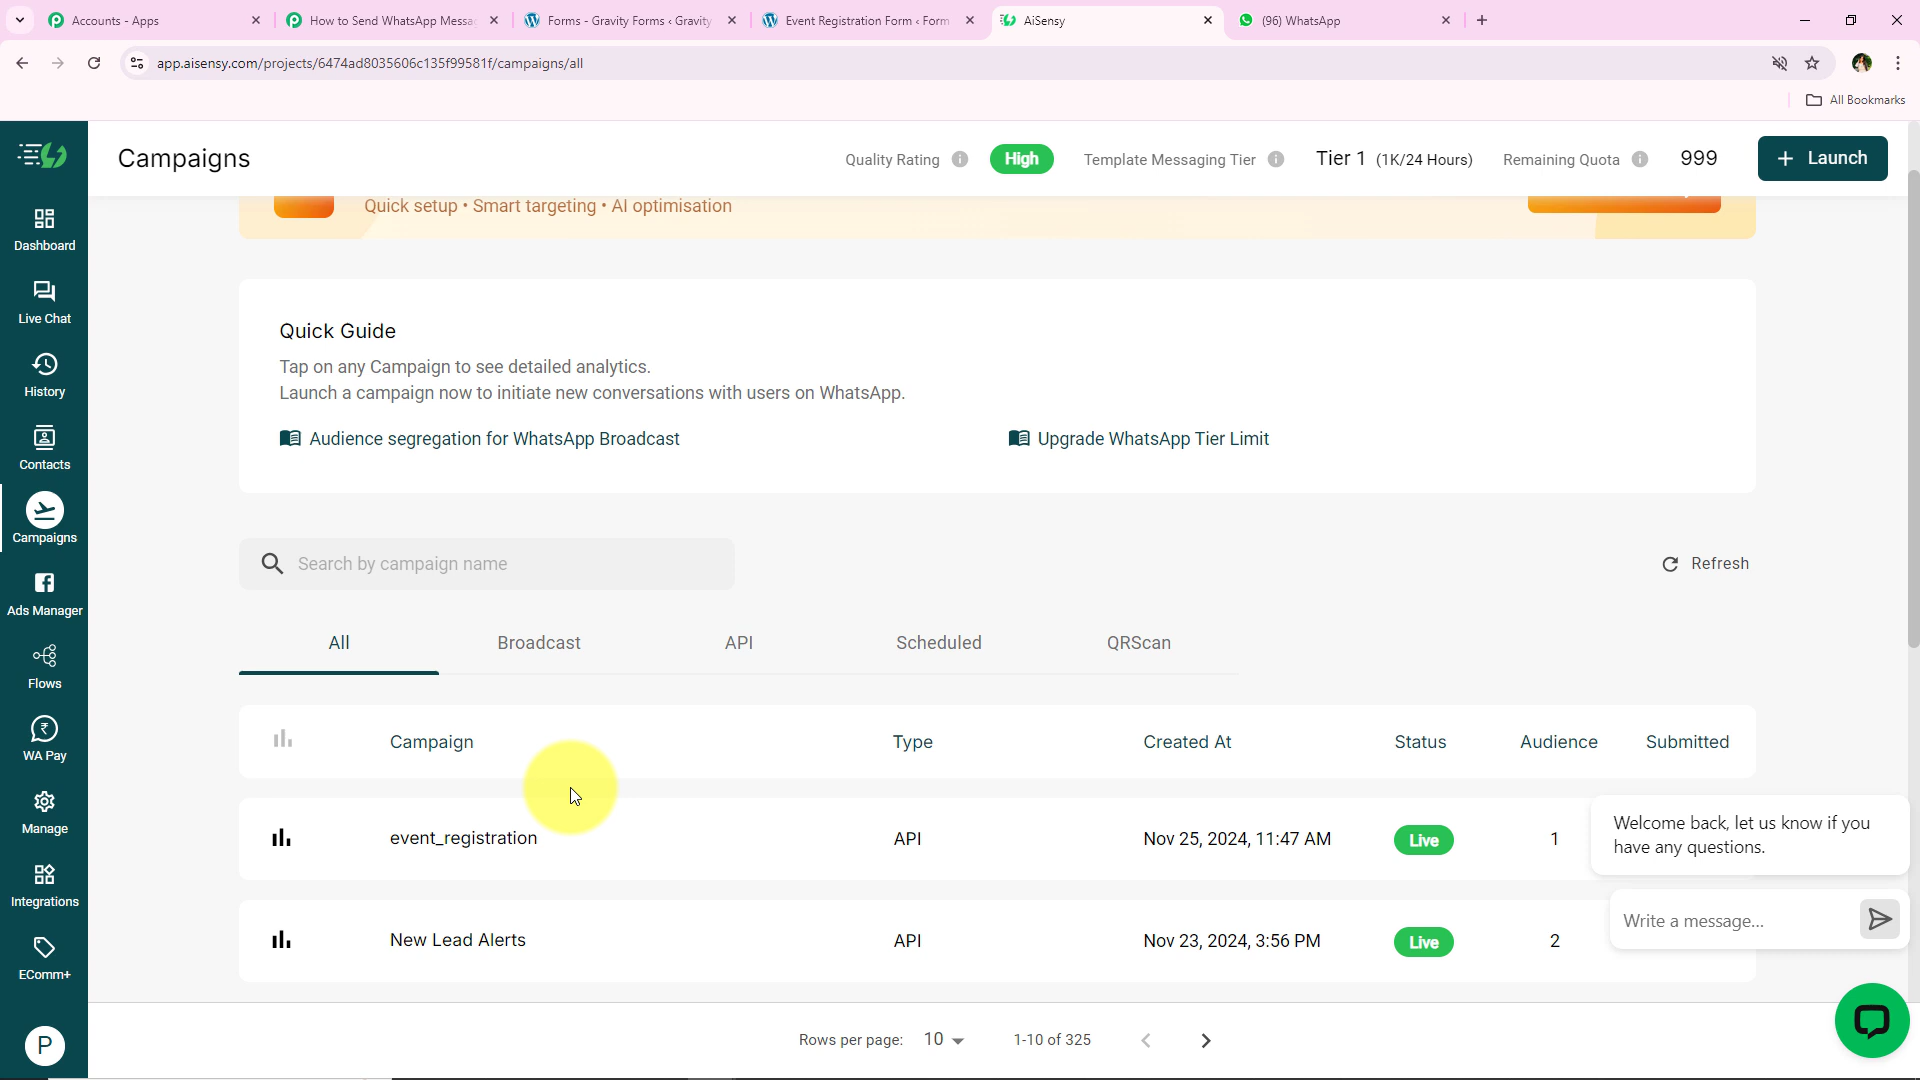 Accounts - Apps
How to Send WhatsApp Messa
Forms - Gravity Forms ‹ Gravity
Event Registration Form ‹ Form
AiSensy
(96) WhatsApp
app.aisensy.com/projects/6474ad8035606c135f99581f/campaigns/all
All Bookmarks
Campaigns
Quality Rating
High
Template Messaging Tier
Tier 1 (1K/24 Hours)
Remaining Quota
999
+ Launch
Quick setup • Smart targeting • AI optimisation
Dashboard
Live Chat
History
Contacts
Campaigns
Ads Manager
Flows
WA Pay
Manage
Integrations
EComm+
P
Quick Guide
Tap on any Campaign to see detailed analytics.
Launch a campaign now to initiate new conversations with users on WhatsApp.
Audience segregation for WhatsApp Broadcast
Upgrade WhatsApp Tier Limit
Search by campaign name
Refresh
All
Broadcast
API
Scheduled
QRScan
Campaign
Type
Created At
Status
Audience
Submitted
event_registration
API
Nov 25, 2024, 11:47 AM
Live
1
New Lead Alerts
API
Nov 23, 2024, 3:56 PM
Live
2
Welcome back, let us know if you
have any questions.
Write a message...
Rows per page:
10
1-10 of 325